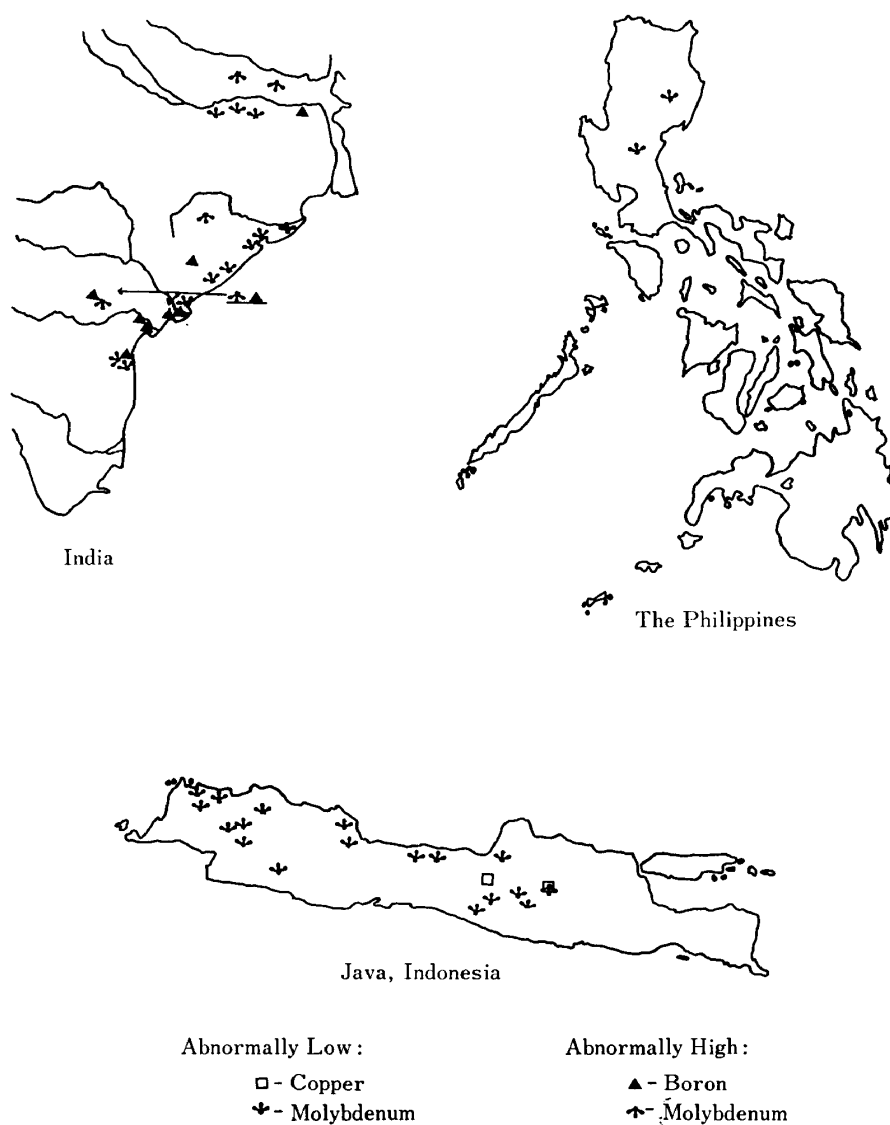 India
The Philippines
Java, Indonesia
Abnormally Low :
- Copper
- Molybdenum
Abnormally High :
- Boron
- Molybdenum